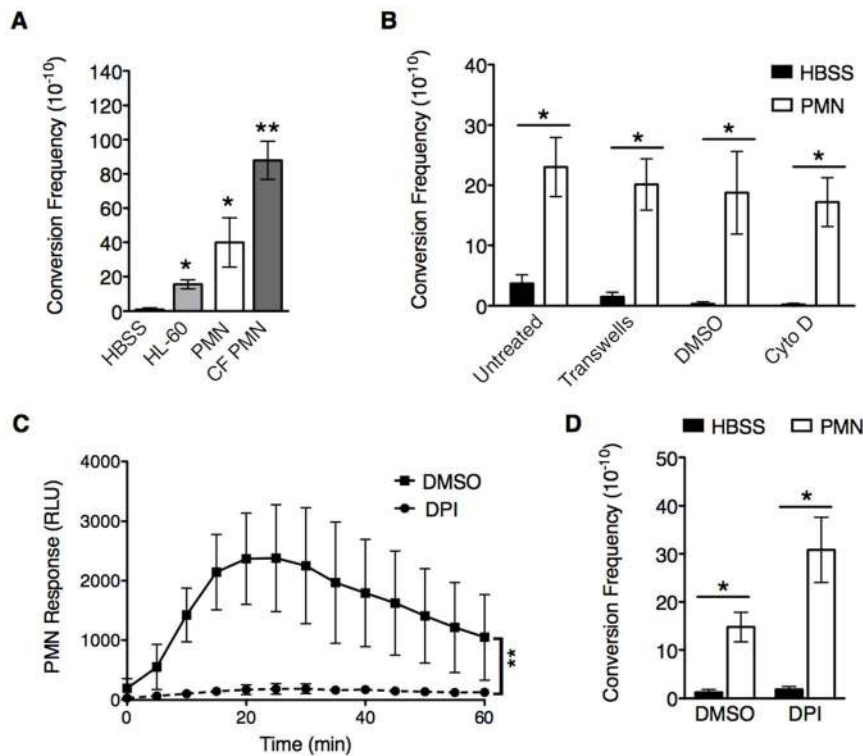 A
Conversion Frequency (10-10)
140
120
100
80
60
40
20
0
*
*
**
HBSS
HL-60
PMN
CF PMN
B
Conversion Frequency (10-10)
40
30
20
10
0
HBSS
PMN
*
*
*
*
Untreated
Transwells
DMSO
Cyto D
C
PMN Response (RLU)
4000
3000
2000
1000
0
DMSO
DPI
**
0
20
40
60
Time (min)
D
HBSS
PMN
Conversion Frequency (10-10)
50
40
30
20
10
0
*
*
DMSO
DPI